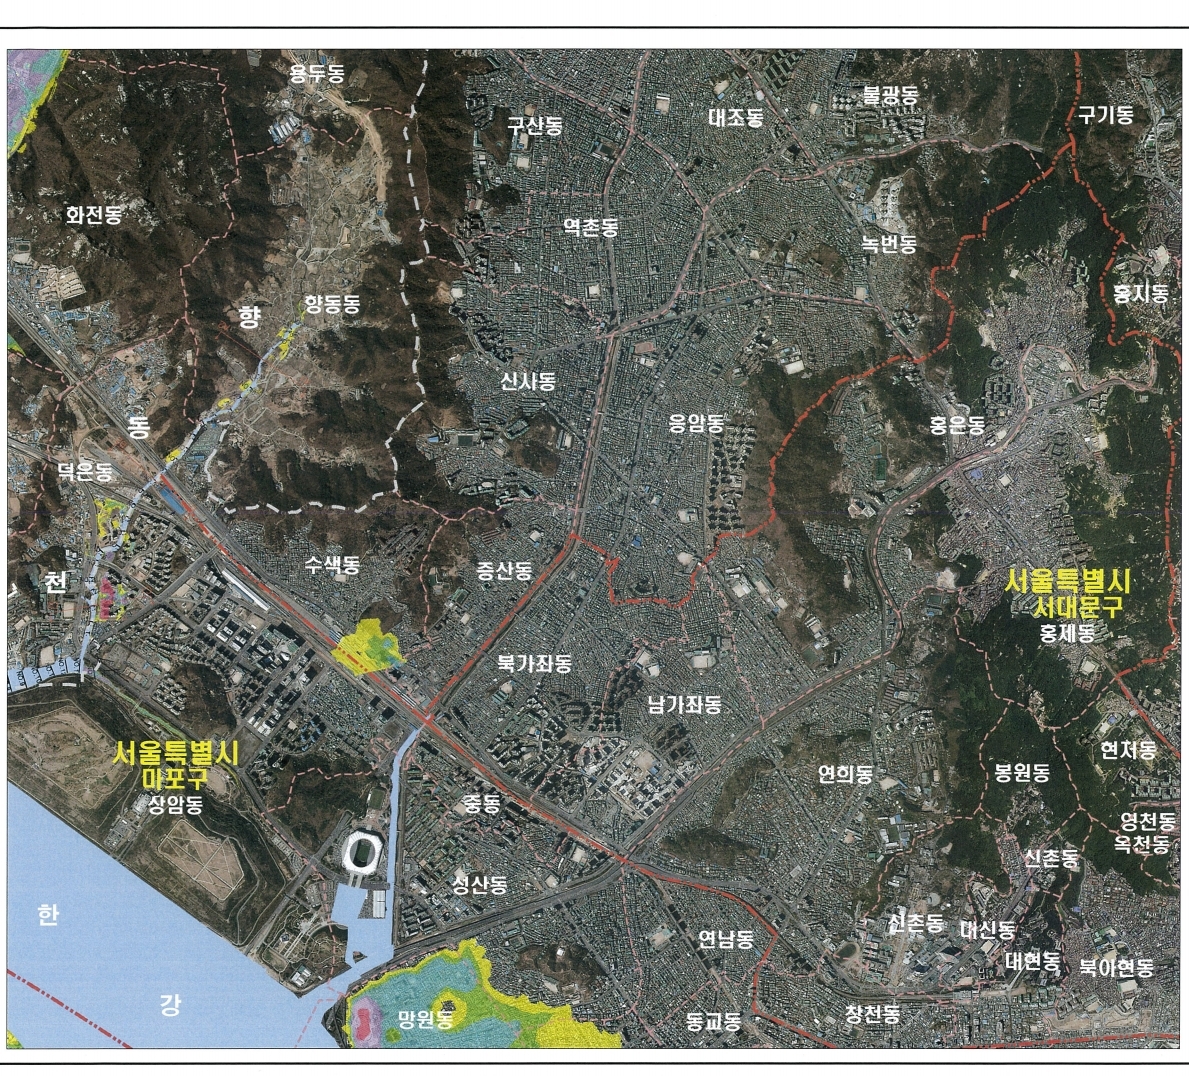 용두동
불광동
구산동
대조동
구기동
화전동
역촌동
녹번동
홍지동
향동동
향
신사동
응암동
홍은동
동
덕은동
수색동
증산동
천
서울특별시
서대문구
홍제동
북가좌동
남가좌동
서울특별시
마포구
상암동
중동
연희동
봉원동
현저동
영천동
옥천동
신촌동
성산동
한
신촌동
대신동
연남동
대현동
북아현동
강
망원동
동교동
창천동